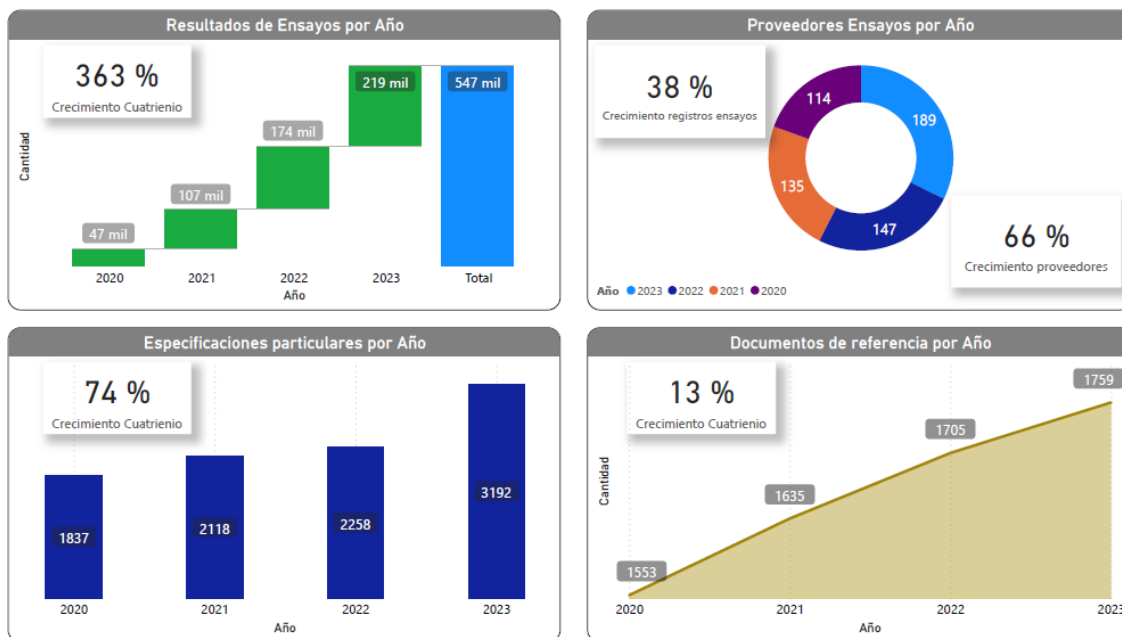 Resultados de Ensayos por Año
363 %
Crecimiento Cuatrienio
Cantidad
47 mil
107 mil
174 mil
219 mil
547 mil
2020
2021
2022
2023
Total
Año
Proveedores Ensayos por Año
38 %
Crecimiento registros ensayos
114
189
135
147
66 %
Crecimiento proveedores
Año 2023 2022 2021 2020
Especificaciones particulares por Año
74 %
Crecimiento Cuatrienio
1837
2118
2258
3192
2020
2021
2022
2023
Año
Documentos de referencia por Año
13 %
Crecimiento Cuatrienio
Cantidad
1553
1635
1705
1759
2020
2021
2022
2023
Año